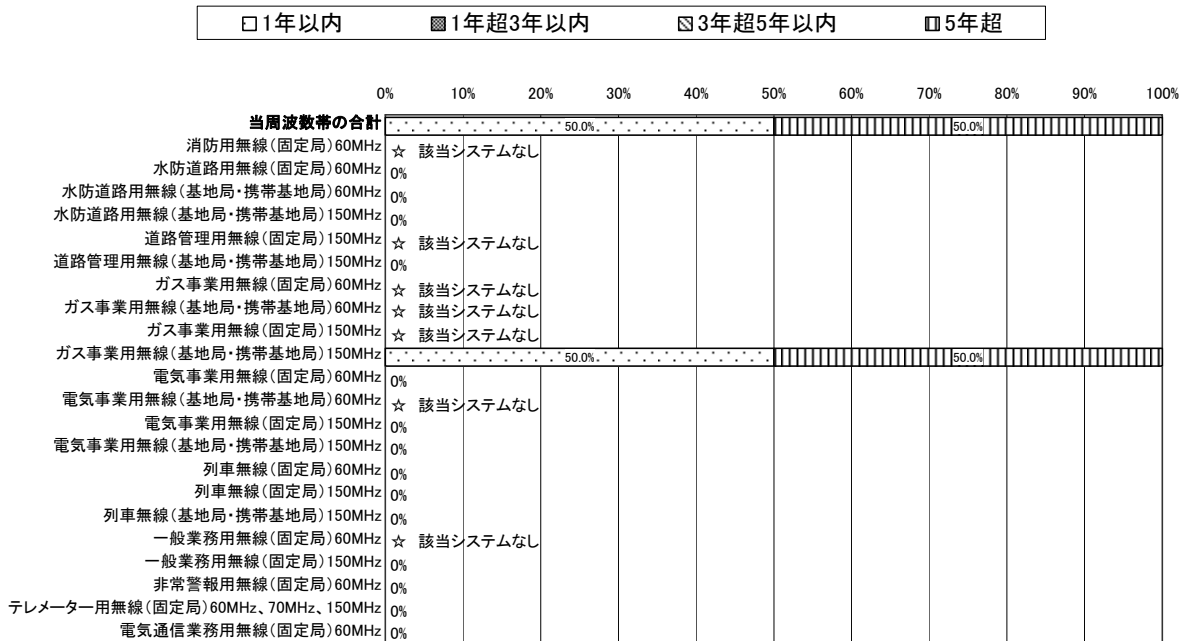 1年以内 1年超3年以内 3年超5年以内 5年超
0% 10% 20% 30% 40% 50% 60% 70% 80% 90% 100%
当周波数帯の合計 50.0% 50.0%
消防用無線(固定局)60MHz ☆ 該当システムなし
水防道路用無線(固定局)60MHz 0%
水防道路用無線(基地局・携帯基地局)60MHz 0%
水防道路用無線(基地局・携帯基地局)150MHz 0%
道路管理用無線(固定局)150MHz ☆ 該当システムなし
道路管理用無線(基地局・携帯基地局)150MHz 0%
ガス事業用無線(固定局)60MHz ☆ 該当システムなし
ガス事業用無線(基地局・携帯基地局)60MHz ☆ 該当システムなし
ガス事業用無線(固定局)150MHz ☆ 該当システムなし
ガス事業用無線(基地局・携帯基地局)150MHz 50.0% 50.0%
電気事業用無線(固定局)60MHz 0%
電気事業用無線(基地局・携帯基地局)60MHz ☆ 該当システムなし
電気事業用無線(固定局)150MHz 0%
電気事業用無線(基地局・携帯基地局)150MHz 0%
列車無線(固定局)60MHz 0%
列車無線(固定局)150MHz 0%
列車無線(基地局・携帯基地局)150MHz 0%
一般業務用無線(固定局)60MHz ☆ 該当システムなし
一般業務用無線(固定局)150MHz 0%
非常警報用無線(固定局)60MHz 0%
テレメーター用無線(固定局)60MHz、70MHz、150MHz 0%
電気通信業務用無線(固定局)60MHz 0%